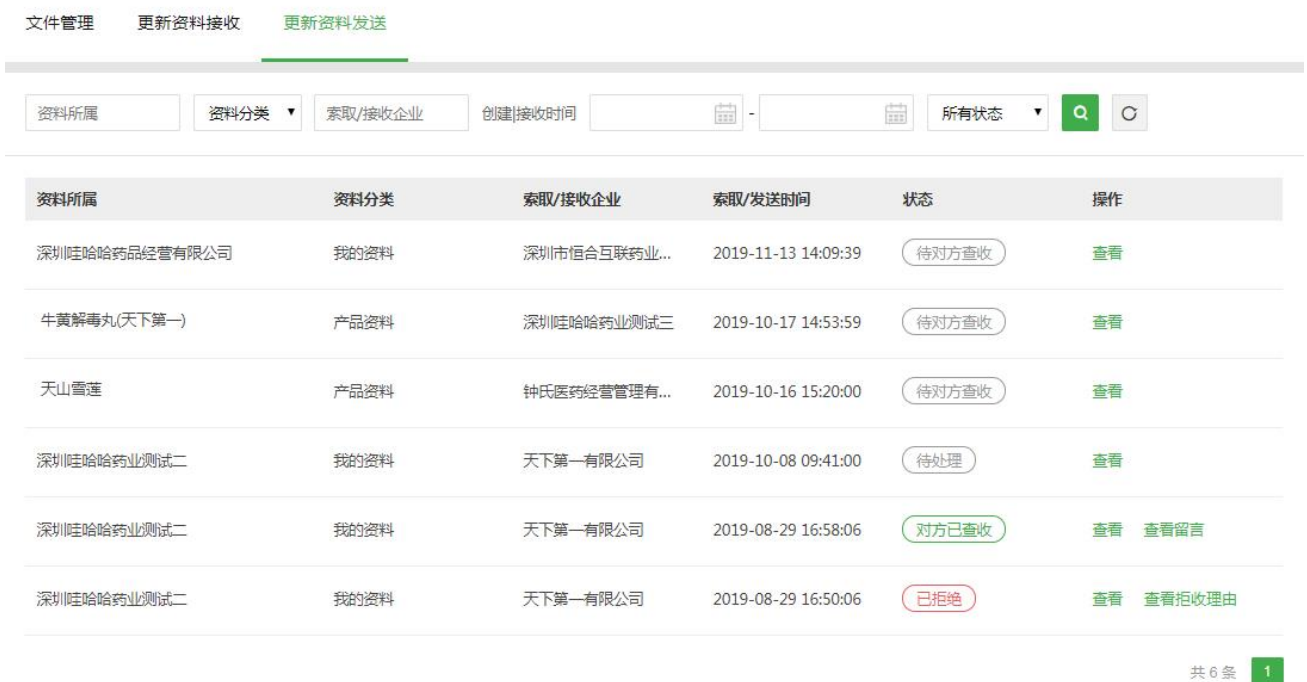 文件管理 更新资料接收 更新资料发送
资料所属 资料分类 索取/接收企业 创建|接收时间 - 所有状态
资料所属 资料分类 索取/接收企业 索取/发送时间 状态 操作
深圳哇哈哈药品经营有限公司 我的资料 深圳市恒合互联药业... 2019-11-13 14:09:39 待对方查收 查看
牛黄解毒丸(天下第一) 产品资料 深圳哇哈哈药业测试三 2019-10-17 14:53:59 待对方查收 查看
天山雪莲 产品资料 钟氏医药经营管理有... 2019-10-16 15:20:00 待对方查收 查看
深圳哇哈哈药业测试二 我的资料 天下第一有限公司 2019-10-08 09:41:00 待处理 查看
深圳哇哈哈药业测试二 我的资料 天下第一有限公司 2019-08-29 16:58:06 对方已查收 查看 查看留言
深圳哇哈哈药业测试二 我的资料 天下第一有限公司 2019-08-29 16:50:06 已拒绝 查看 查看拒收理由
共 6 条 1